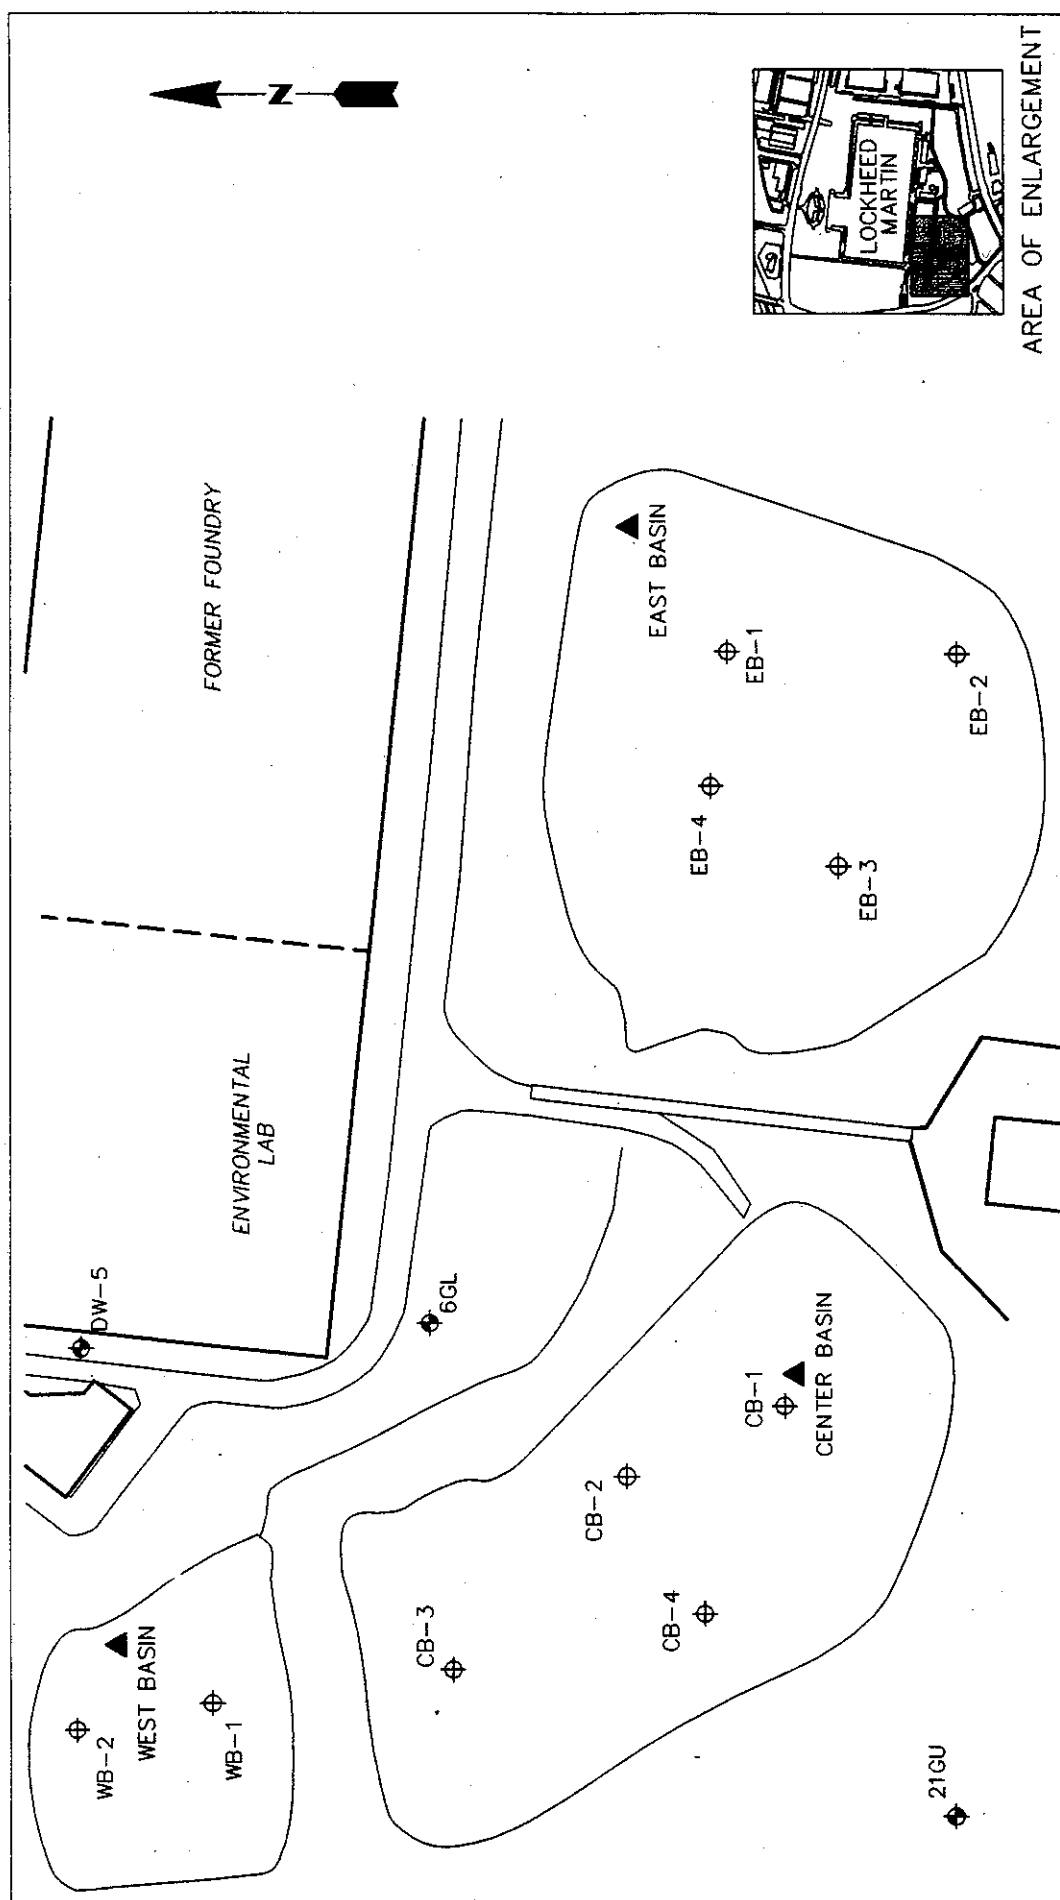 N
LOCKHEED
MARTIN
AREA OF ENLARGEMENT
FORMER FOUNDRY
ENVIRONMENTAL
LAB
DW-5
6GL
EAST BASIN
EB-1
EB-2
EB-3
EB-4
CB-1
CENTER BASIN
CB-2
CB-3
CB-4
WB-2
WEST BASIN
WB-1
21GU